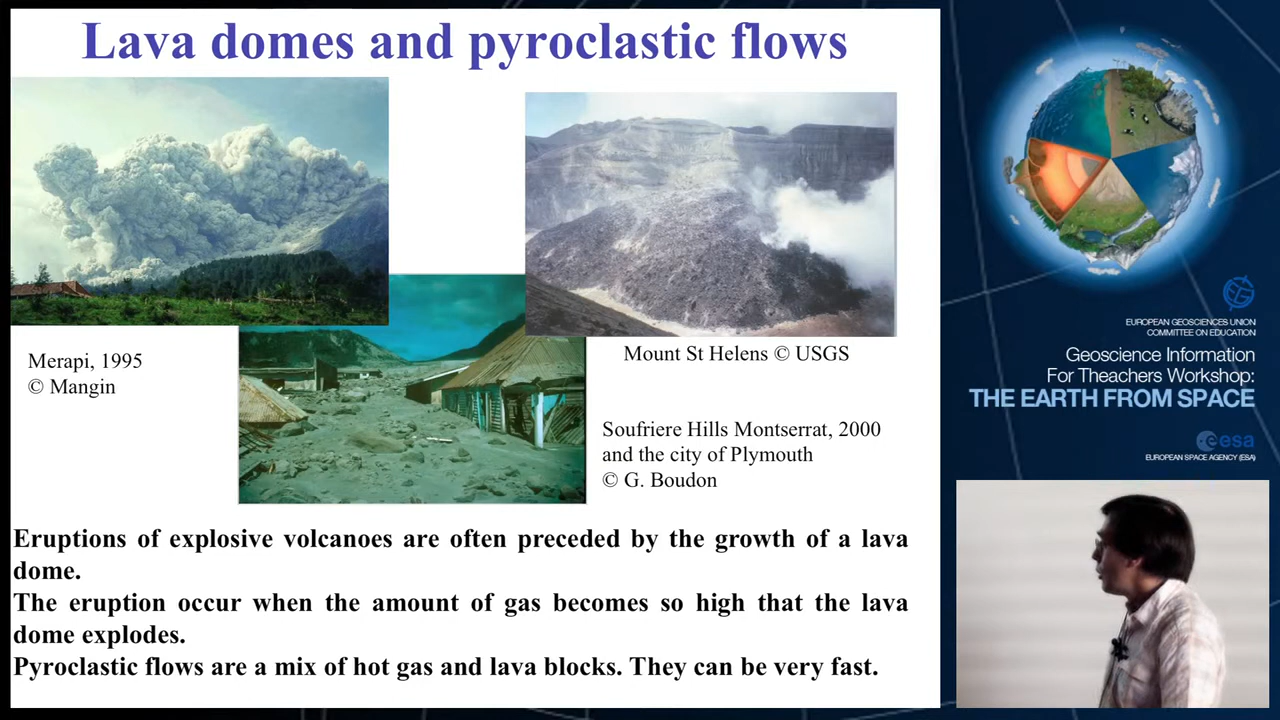 Lava domes and pyroclastic flows
Merapi, 1995
© Mangin
Mount St Helens © USGS
Soufriere Hills Montserrat, 2000
and the city of Plymouth
© G. Boudon
Eruptions of explosive volcanoes are often preceded by the growth of a lava
dome.
The eruption occur when the amount of gas becomes so high that the lava
dome explodes.
Pyroclastic flows are a mix of hot gas and lava blocks. They can be very fast.
EUROPEAN GEOSCIENCES UNION
COMMITTEE ON EDUCATION
Geoscience Information
For Theachers Workshop:
THE EARTH FROM SPACE
esa
EUROPEAN SPACE AGENCY (ESA)